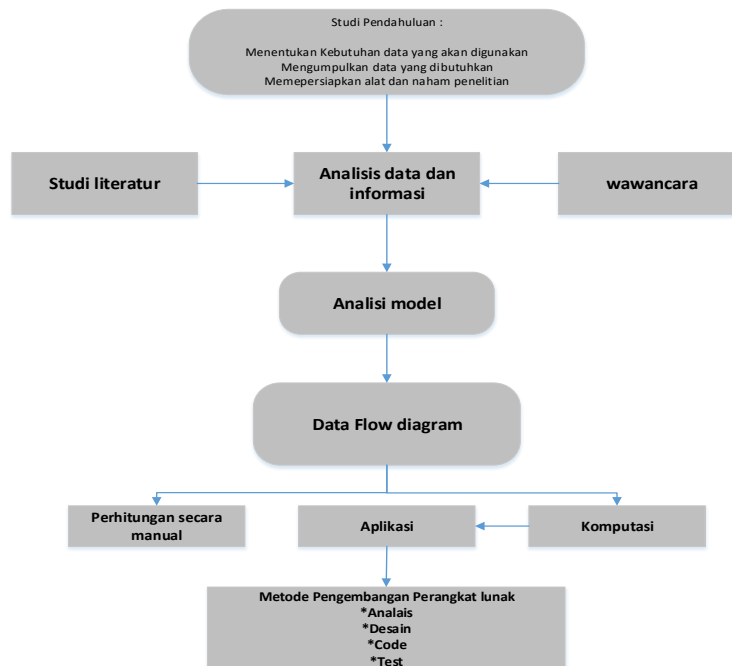 Studi Pendahuluan :
Menentukan Kebutuhan data yang akan digunakan
Mengumpulkan data yang dibutuhkan
Memepersiapkan alat dan naham penelitian
Studi literatur
Analisis data dan
informasi
wawancara
Analisi model
Data Flow diagram
Perhitungan secara
manual
Aplikasi
Komputasi
Metode Pengembangan Perangkat lunak
*Analais
*Desain
*Code
*Test